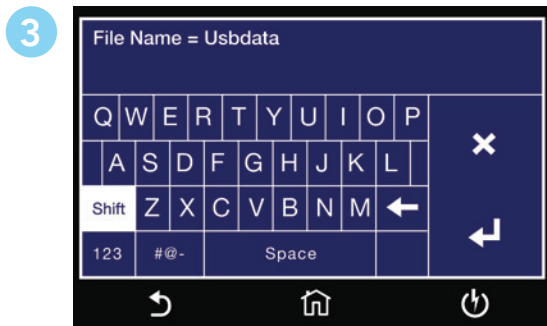 3
File Name = Usbdata
Q W E R T Y U I O P
A S D F G H J K L
Shift Z X C V B N M
123 #@- Space